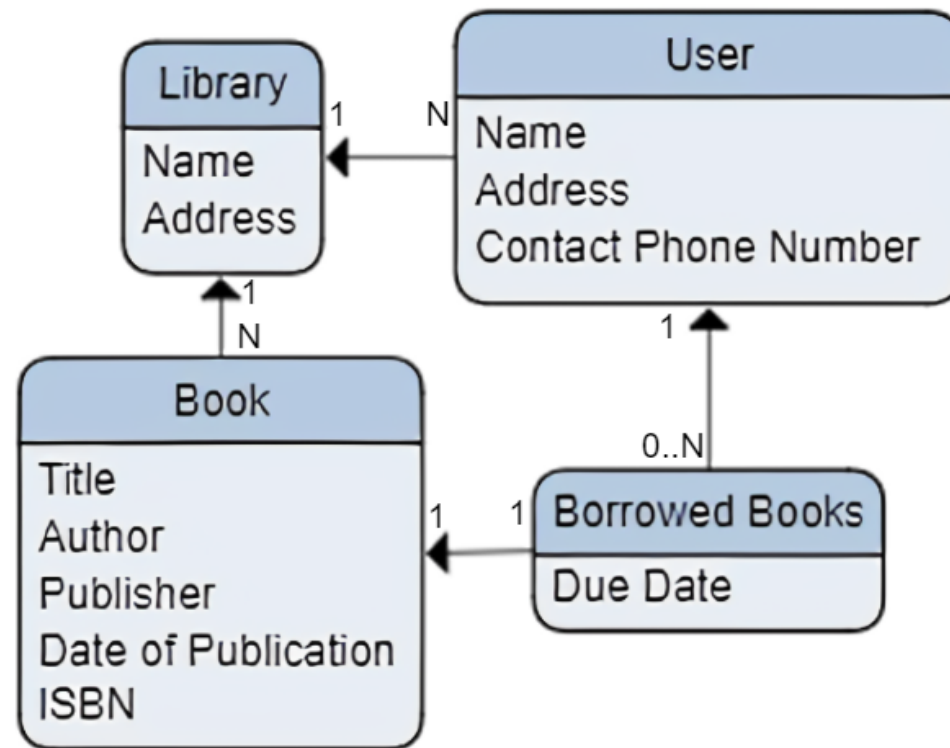 Library
Name
Address
1
N
User
Name
Address
Contact Phone Number
1
N
1
0..N
Book
Title
Author
Publisher
Date of Publication
ISBN
1
1
Borrowed Books
Due Date